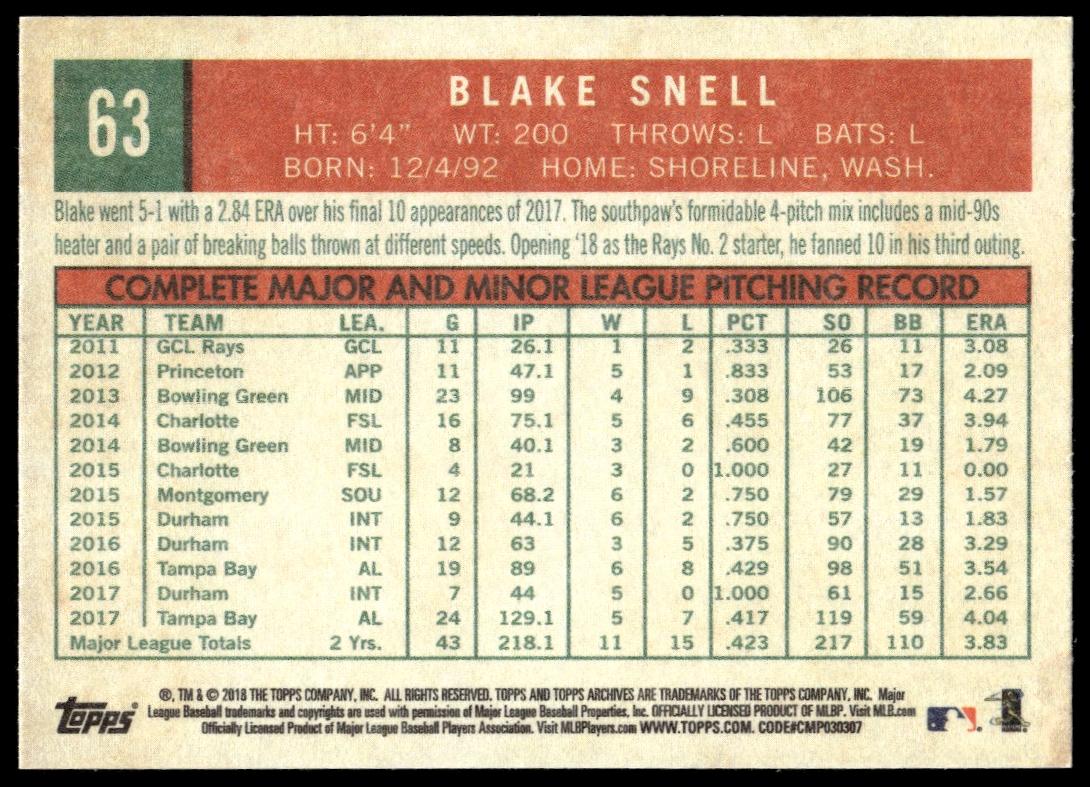 63
BLAKE SNELL
HT: 6'4" WT: 200 THROWS: L BATS: L
BORN: 12/4/92 HOME: SHORELINE, WASH.
Blake went 5-1 with a 2.84 ERA over his final 10 appearances of 2017. The southpaw's formidable 4-pitch mix includes a mid-90s
heater and a pair of breaking balls thrown at different speeds. Opening '18 as the Rays No. 2 starter, he fanned 10 in his third outing.
COMPLETE MAJOR AND MINOR LEAGUE PITCHING RECORD
YEAR TEAM LEA. G IP W L PCT SO BB ERA
2011 GCL Rays GCL 11 26.1 1 2 .333 26 11 3.08
2012 Princeton APP 11 47.1 5 1 .833 53 17 2.09
2013 Bowling Green MID 23 99 4 9 .308 106 73 4.27
2014 Charlotte FSL 16 75.1 5 6 .455 77 37 3.94
2014 Bowling Green MID 8 40.1 3 2 .600 42 19 1.79
2015 Charlotte FSL 4 21 3 0 1.000 27 11 0.00
2015 Montgomery SOU 12 68.2 6 2 .750 79 29 1.57
2015 Durham INT 9 44.1 6 2 .750 57 13 1.83
2016 Durham INT 12 63 3 5 .375 90 28 3.29
2016 Tampa Bay AL 19 89 6 8 .429 98 51 3.54
2017 Durham INT 7 44 5 0 1.000 61 15 2.66
2017 Tampa Bay AL 24 129.1 5 7 .417 119 59 4.04
Major League Totals 2 Yrs. 43 218.1 11 15 .423 217 110 3.83
topps
®, TM & © 2018 THE TOPPS COMPANY, INC. ALL RIGHTS RESERVED. TOPPS AND TOPPS ARCHIVES ARE TRADEMARKS OF THE TOPPS COMPANY, INC. Major
League Baseball trademarks and copyrights are used with permission of Major League Baseball Properties, Inc. OFFICIALLY LICENSED PRODUCT OF MLBP. Visit MLB.com
Officially Licensed Product of Major League Baseball Players Association. Visit MLBPlayers.com WWW.TOPPS.COM. CODE#CMP030307